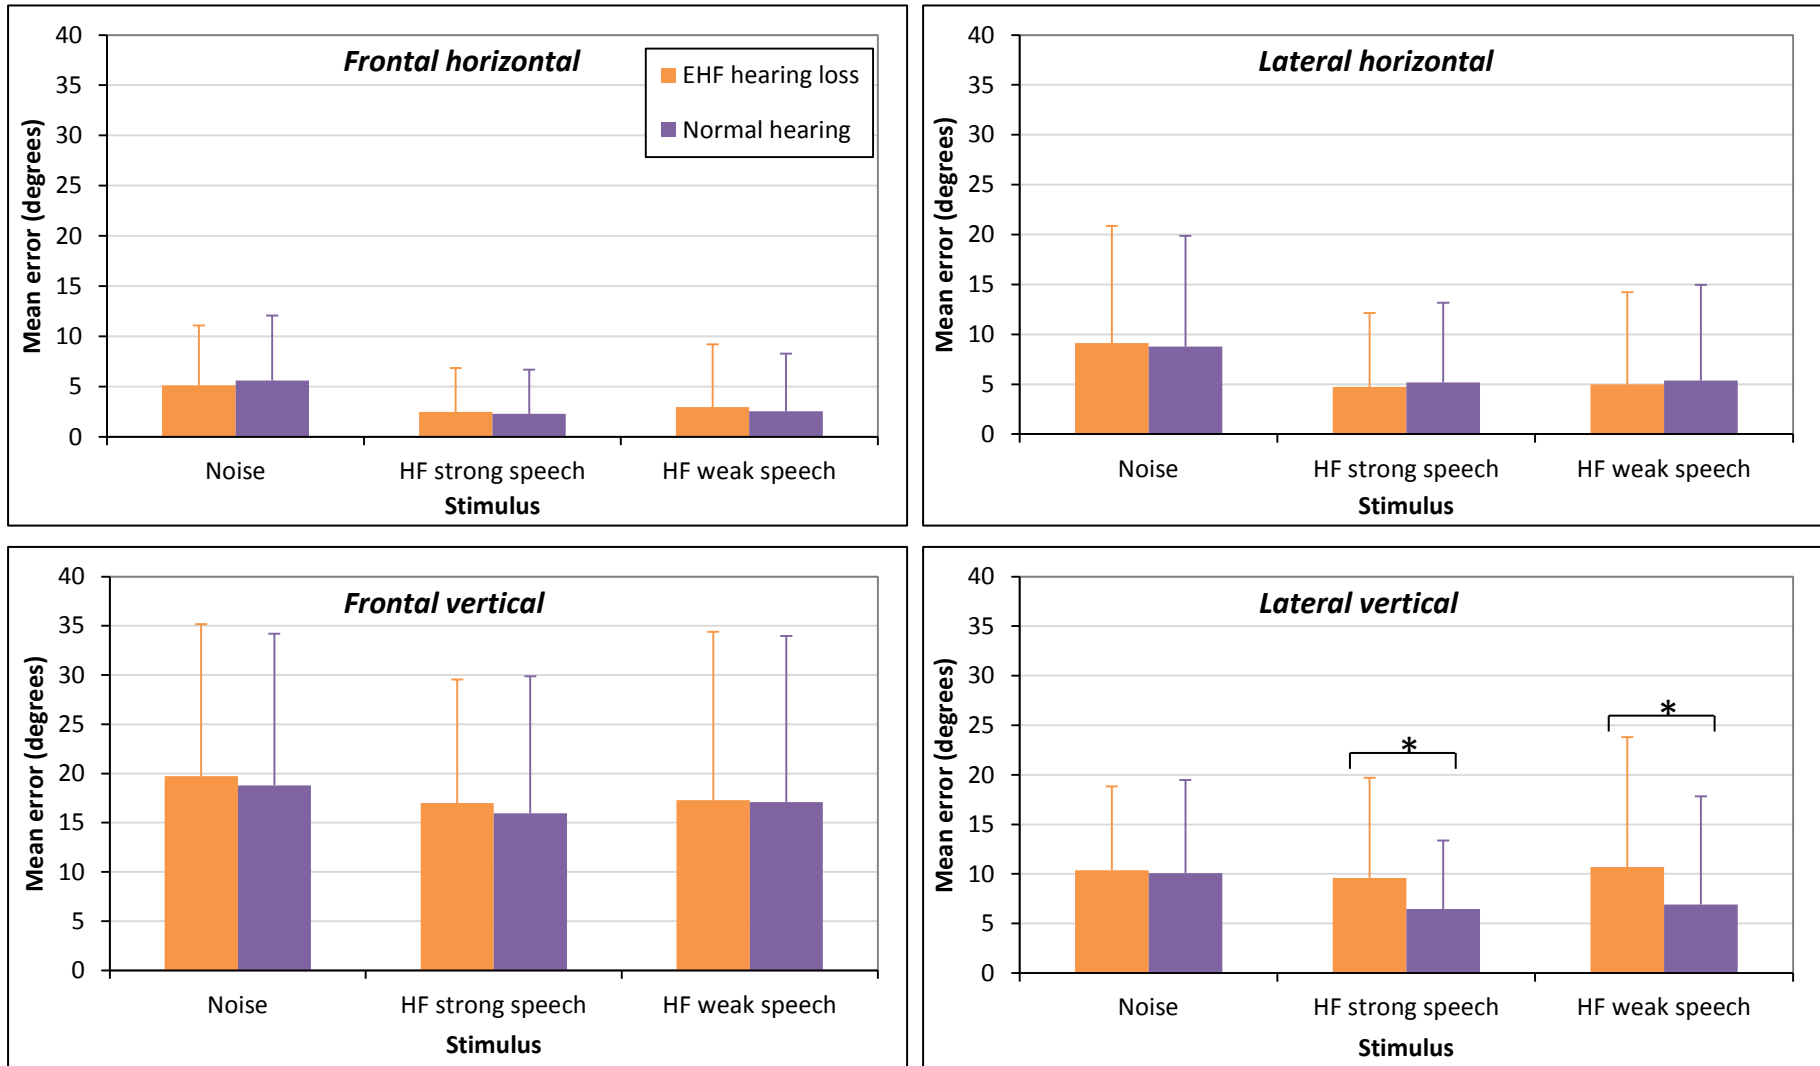 Frontal horizontal
EHF hearing loss
Normal hearing
Mean error (degrees)
40
35
30
25
20
15
10
5
0
Noise HF strong speech HF weak speech
Stimulus
Lateral horizontal
Mean error (degrees)
40
35
30
25
20
15
10
5
0
Noise HF strong speech HF weak speech
Stimulus
Frontal vertical
Mean error (degrees)
40
35
30
25
20
15
10
5
0
Noise HF strong speech HF weak speech
Stimulus
Lateral vertical
Mean error (degrees)
40
35
30
25
20
15
10
5
0
*
*
Noise HF strong speech HF weak speech
Stimulus